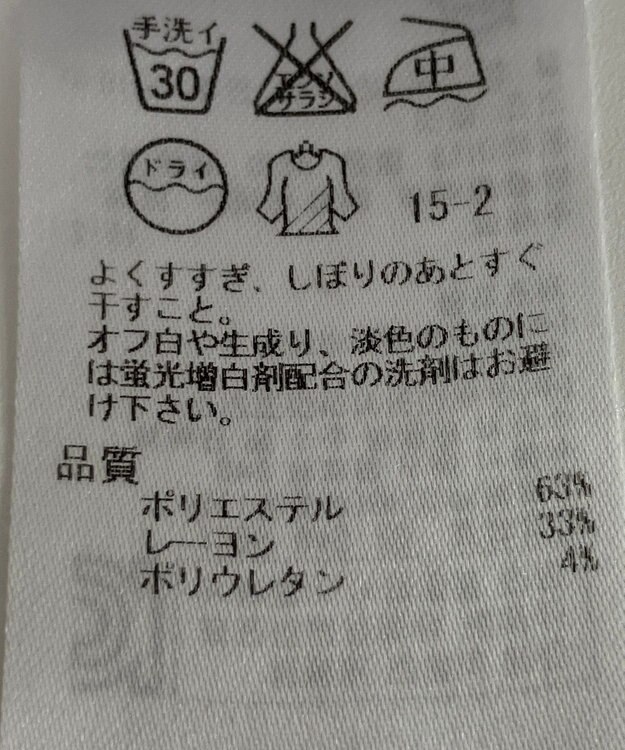 手洗イ
30
エンソ
サラシ
中
ドライ
15-2
よくすすぎ、しぼりのあとすぐ
干すこと。
オフ白や生成り、淡色のものに
は蛍光増白剤配合の洗剤はお避
け下さい。
品質
ポリエステル 63%
レーヨン 33%
ポリウレタン 4%